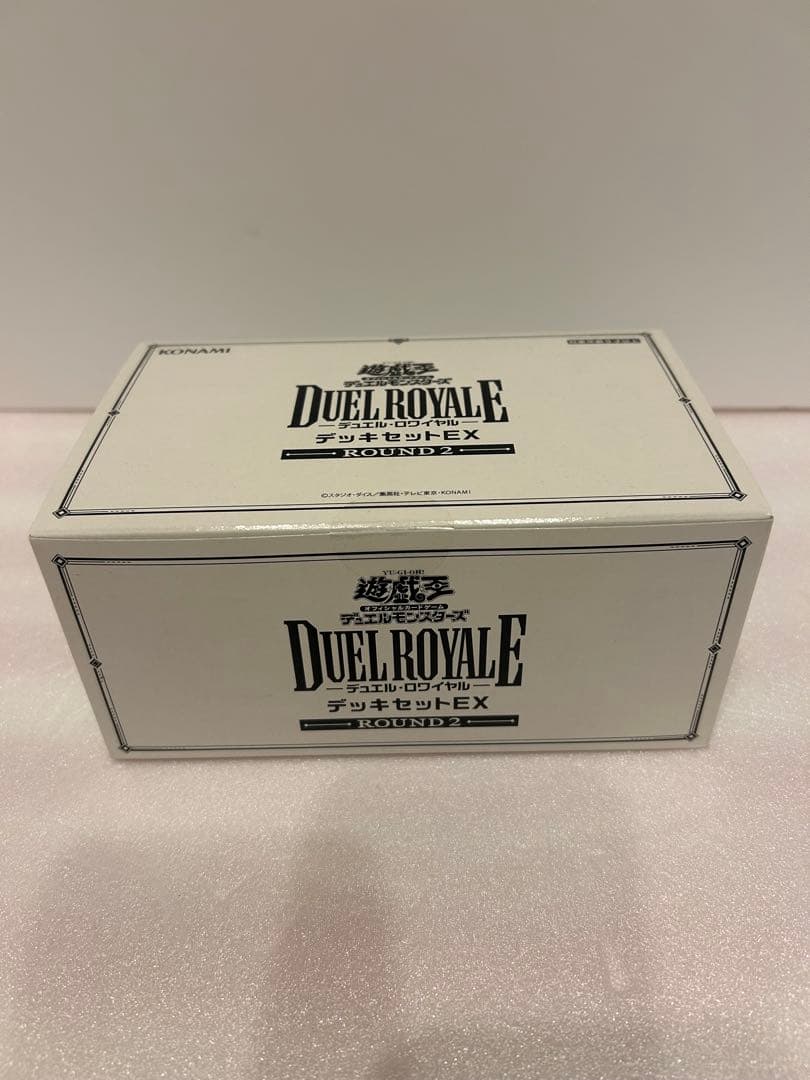 KONAMI
遊戯王
デュエルモンスターズ
DUEL ROYALE
デュエル・ロワイヤル
デッキセットEX
ROUND 2
©スタジオ・ダイス/集英社・テレビ東京・KONAMI
YU-GI-OH!
遊戯王
オフィシャルカードゲーム
デュエルモンスターズ
DUEL ROYALE
デュエル・ロワイヤル
デッキセットEX
ROUND 2